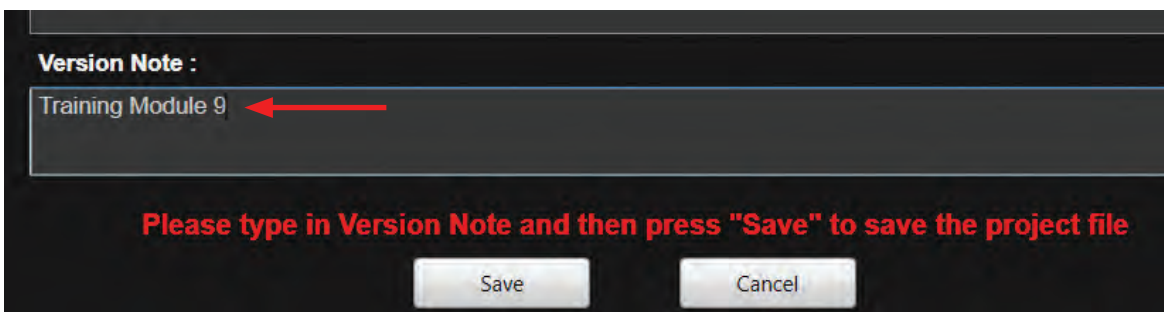 Version Note :
Training Module 9
Please type in Version Note and then press "Save" to save the project file
Save Cancel